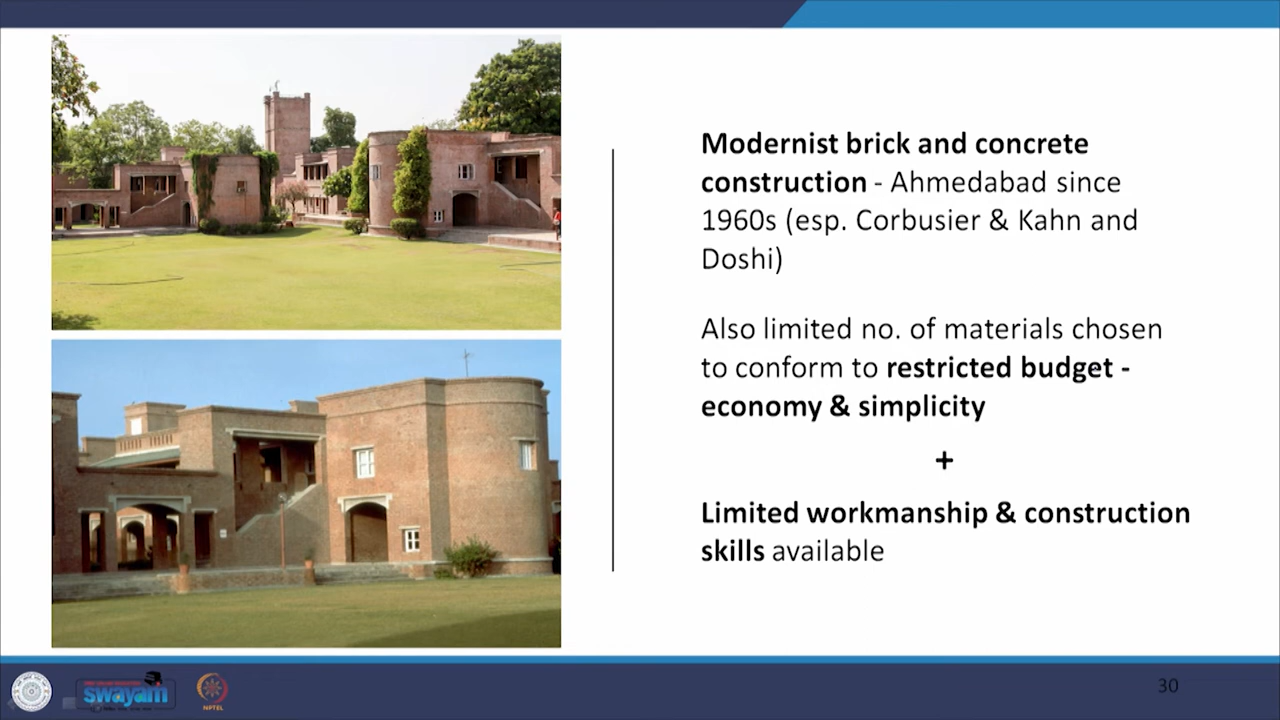 Modernist brick and concrete
construction - Ahmedabad since
1960s (esp. Corbusier & Kahn and
Doshi)
Also limited no. of materials chosen
to conform to restricted budget -
economy & simplicity
+
Limited workmanship & construction
skills available
swayam
NPTEL
30